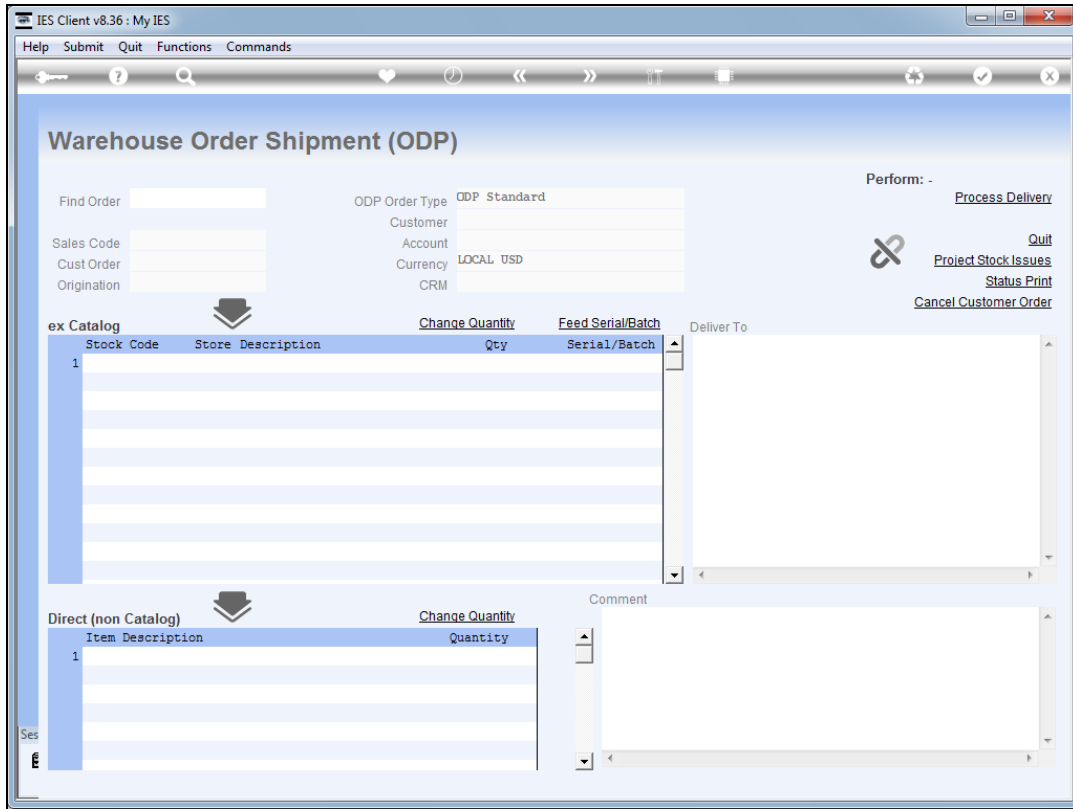 IES Client v8.36 : My IES
Help Submit Quit Functions Commands
Warehouse Order Shipment (ODP)
Perform: -
Find Order
ODP Order Type ODP Standard
Process Delivery
Customer
Sales Code
Account
Quit
Cust Order
Currency LOCAL USD
Project Stock Issues
Origination
CRM
Status Print
Cancel Customer Order
ex Catalog
Change Quantity
Feed Serial/Batch
Deliver To
Stock Code Store Description Qty Serial/Batch
1
Comment
Direct (non Catalog)
Change Quantity
Item Description Quantity
1
Ses